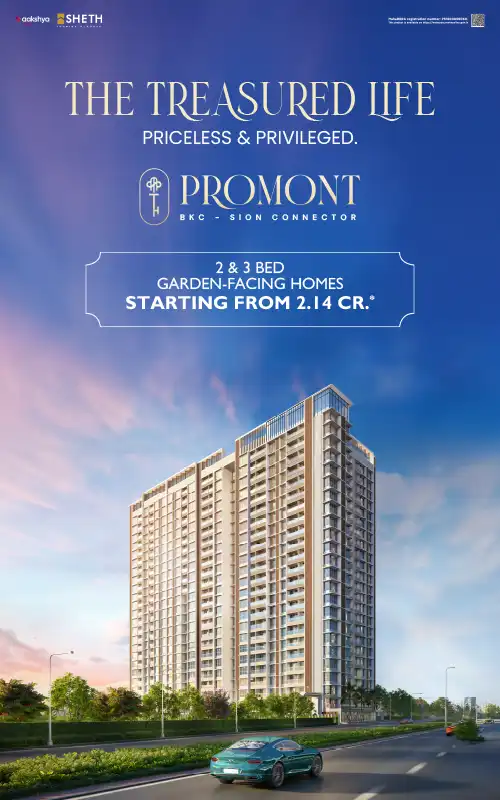 aakshya
SHETH
THE TREASURED LIFE
PRICELESS & PRIVILEGED.
PROMONT
BKC - SION CONNECTOR
2 & 3 BED
GARDEN-FACING HOMES
STARTING FROM 2.14 CR.*